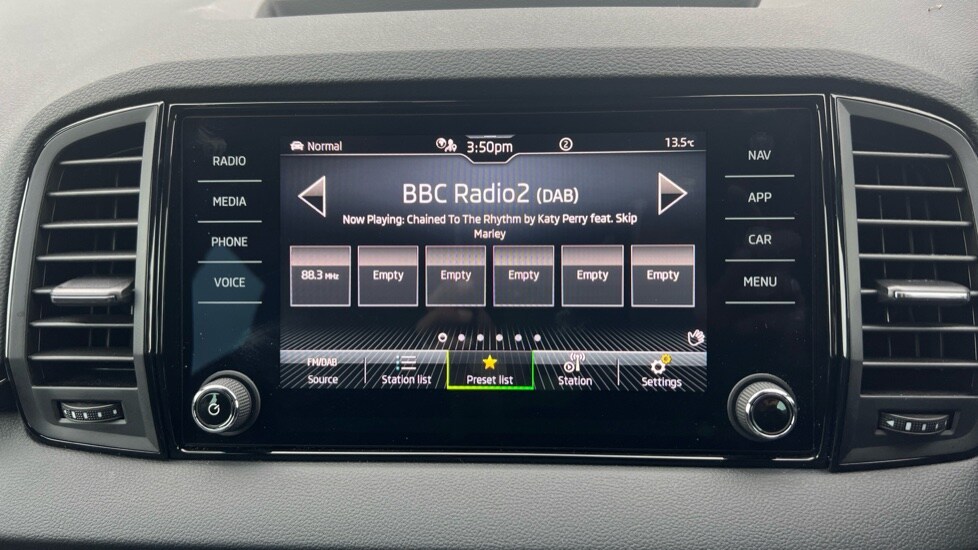 RADIO
MEDIA
PHONE
VOICE
Normal
3:50pm
2
13.5°C
BBC Radio2 (DAB)
Now Playing: Chained To The Rhythm by Katy Perry feat. Skip
Marley
88.3 MHz
Empty
Empty
Empty
Empty
Empty
FM/DAB
Source
Station list
Preset list
Station
Settings
NAV
APP
CAR
MENU